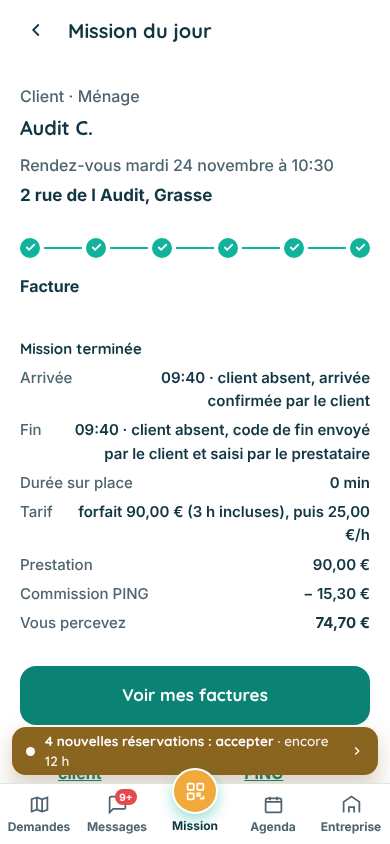 Mission du jour
Client · Ménage
Audit C.
Rendez-vous mardi 24 novembre à 10:30
2 rue de l Audit, Grasse
Facture
Mission terminée
Arrivée 09:40 · client absent, arrivée
confirmée par le client
Fin 09:40 · client absent, code de fin envoyé
par le client et saisi par le prestataire
Durée sur place 0 min
Tarif forfait 90,00 € (3 h incluses), puis 25,00
€/h
Prestation 90,00 €
Commission PING – 15,30 €
Vous percevez 74,70 €
Voir mes factures
4 nouvelles réservations : accepter · encore
12 h
client PING
9+
Demandes Messages Mission Agenda Entreprise